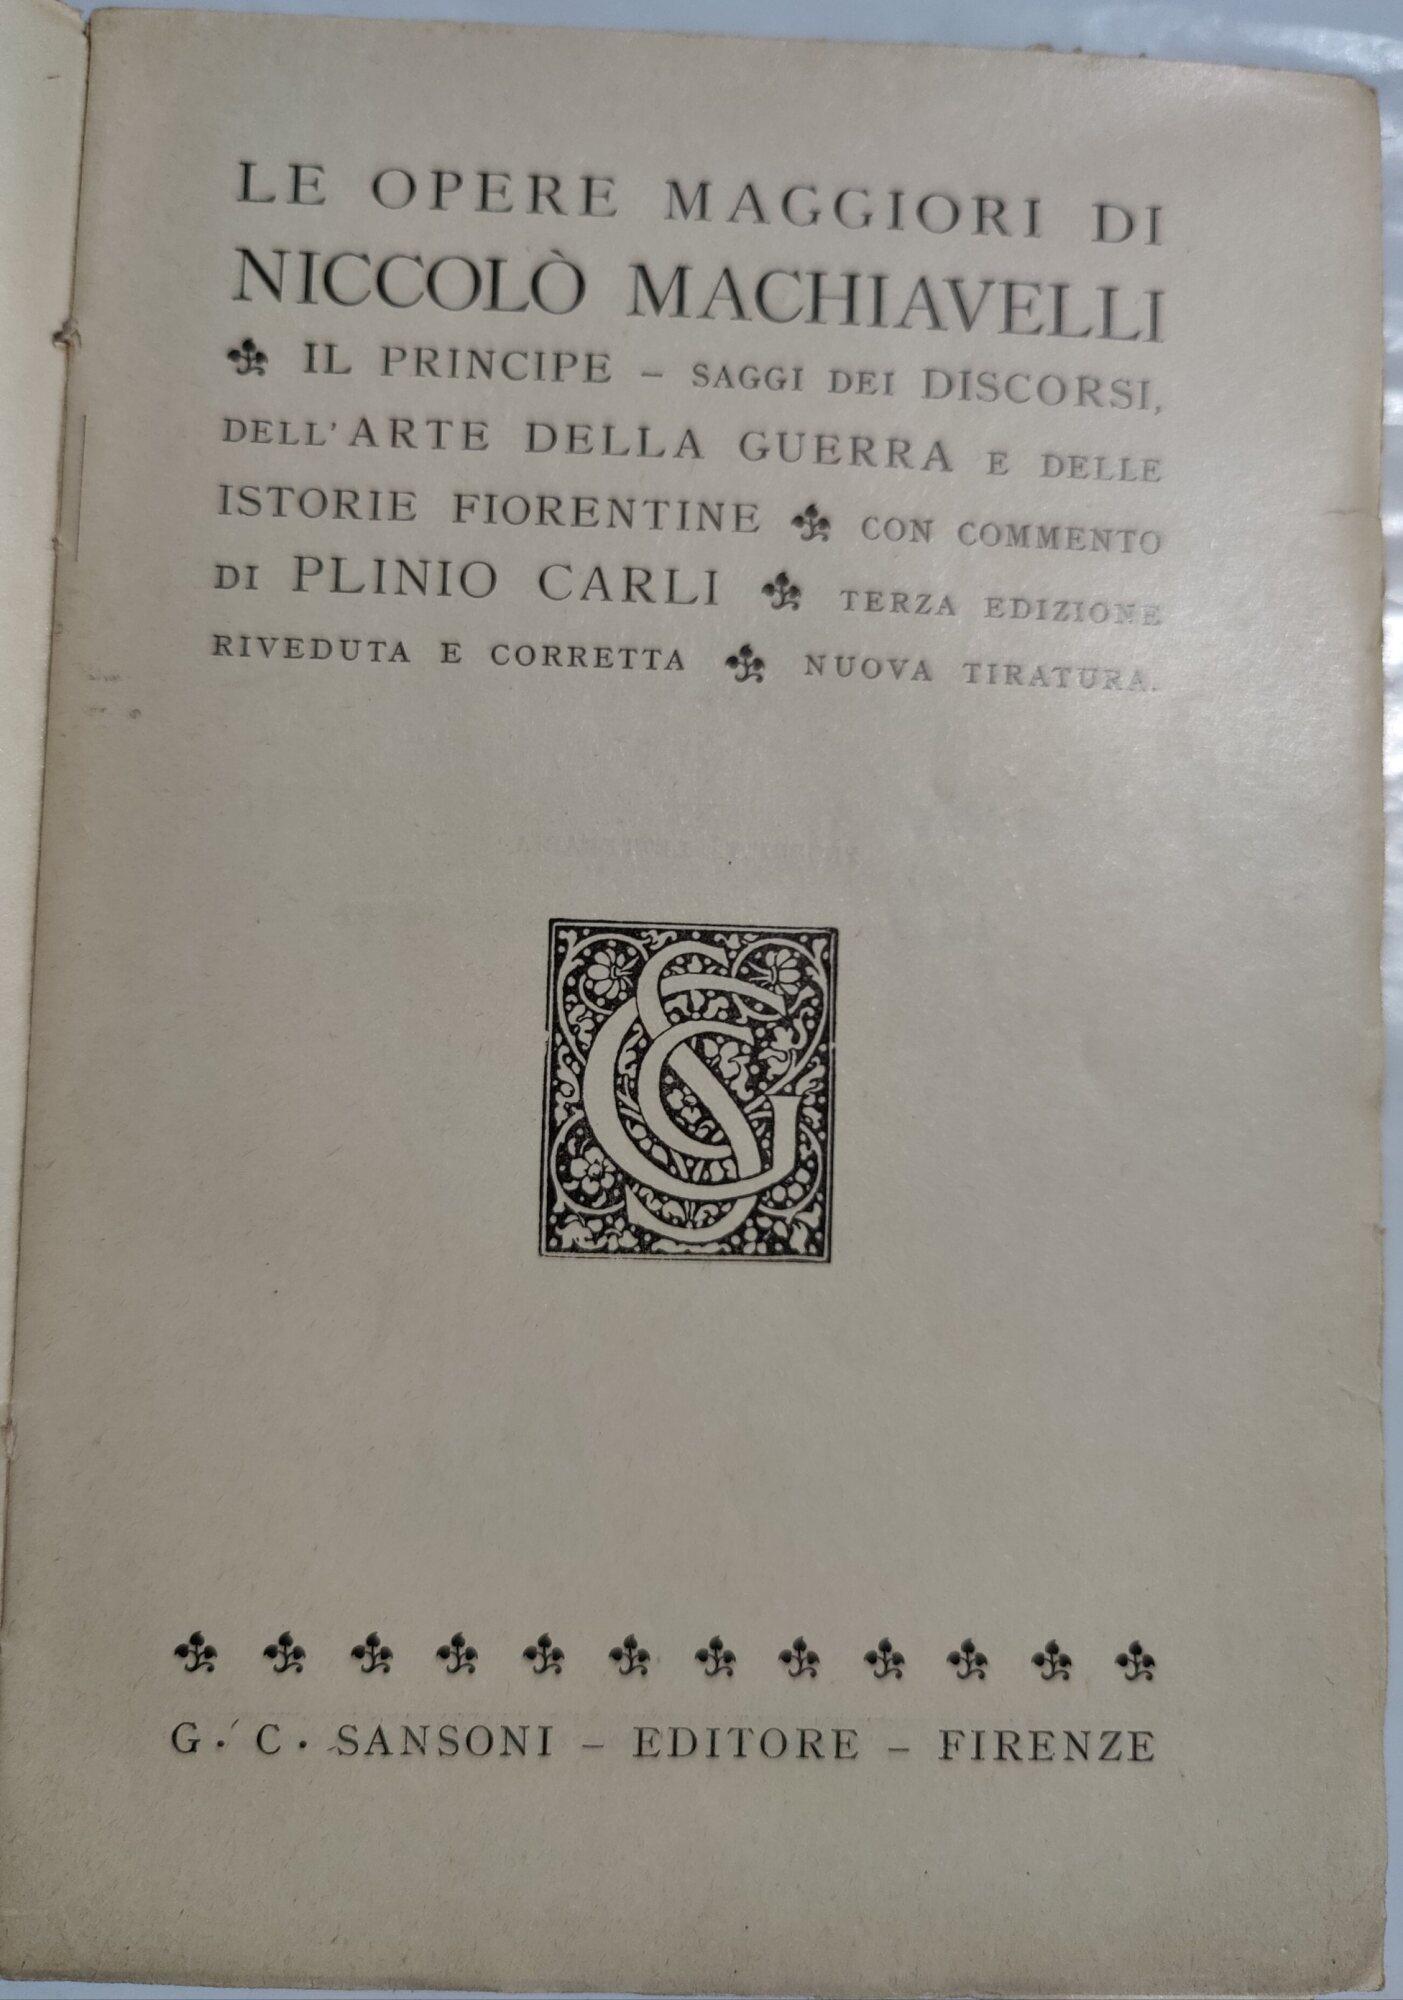 LE OPERE MAGGIORI DI
NICCOLÒ MACHIAVELLI
IL PRINCIPE – SAGGI DEI DISCORSI,
DELL'ARTE DELLA GUERRA E DELLE
ISTORIE FIORENTINE CON COMMENTO
DI PLINIO CARLI TERZA EDIZIONE
RIVEDUTA E CORRETTA NUOVA TIRATURA.
GCS
G. C. SANSONI – EDITORE – FIRENZE